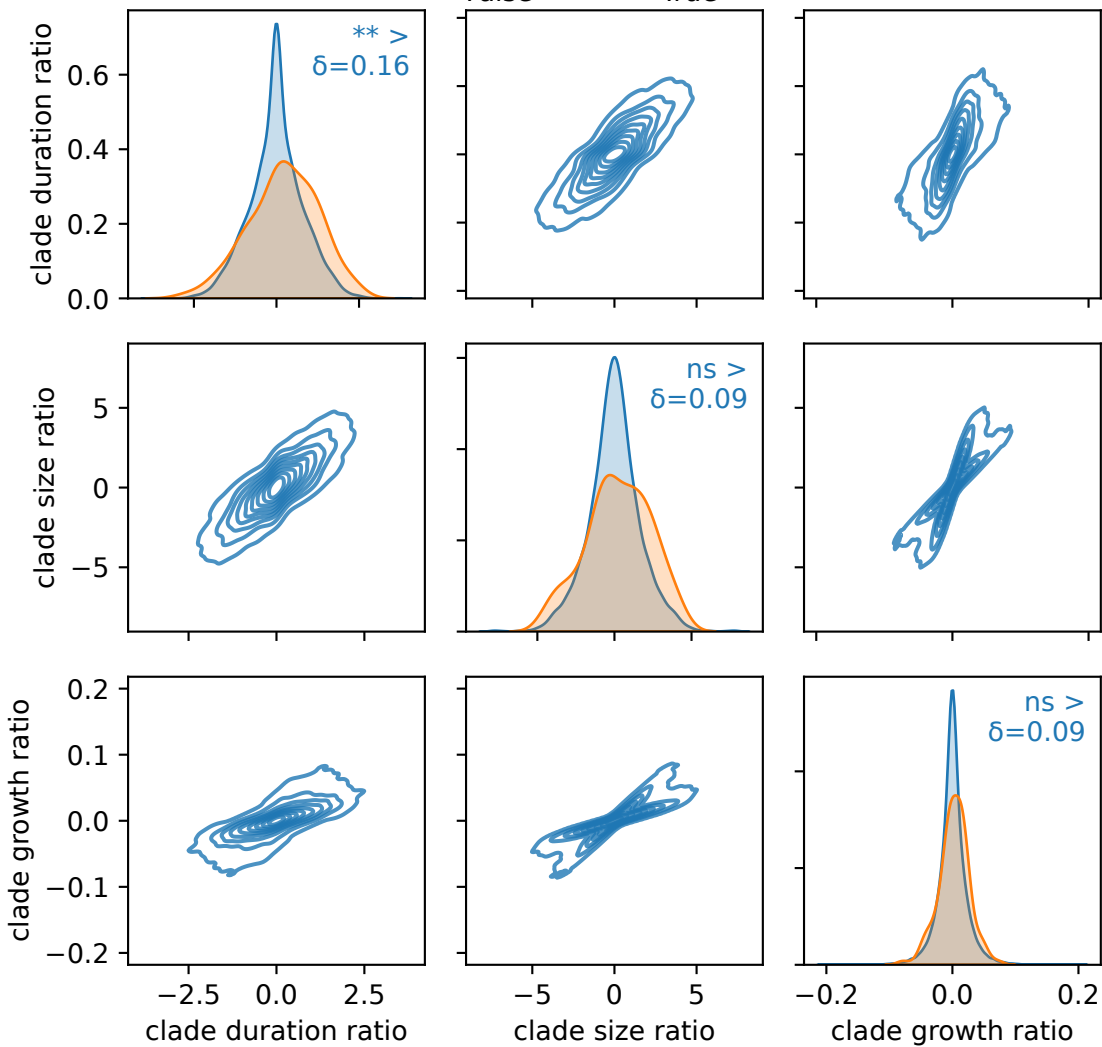 clade duration ratio
0.6
0.4
0.2
0.0
** >
δ=0.16
clade size ratio
5
0
−5
ns >
δ=0.09
clade growth ratio
0.2
0.1
0.0
−0.1
−0.2
ns >
δ=0.09
−2.5 0.0 2.5
clade duration ratio
−5 0 5
clade size ratio
−0.2 0.0 0.2
clade growth ratio